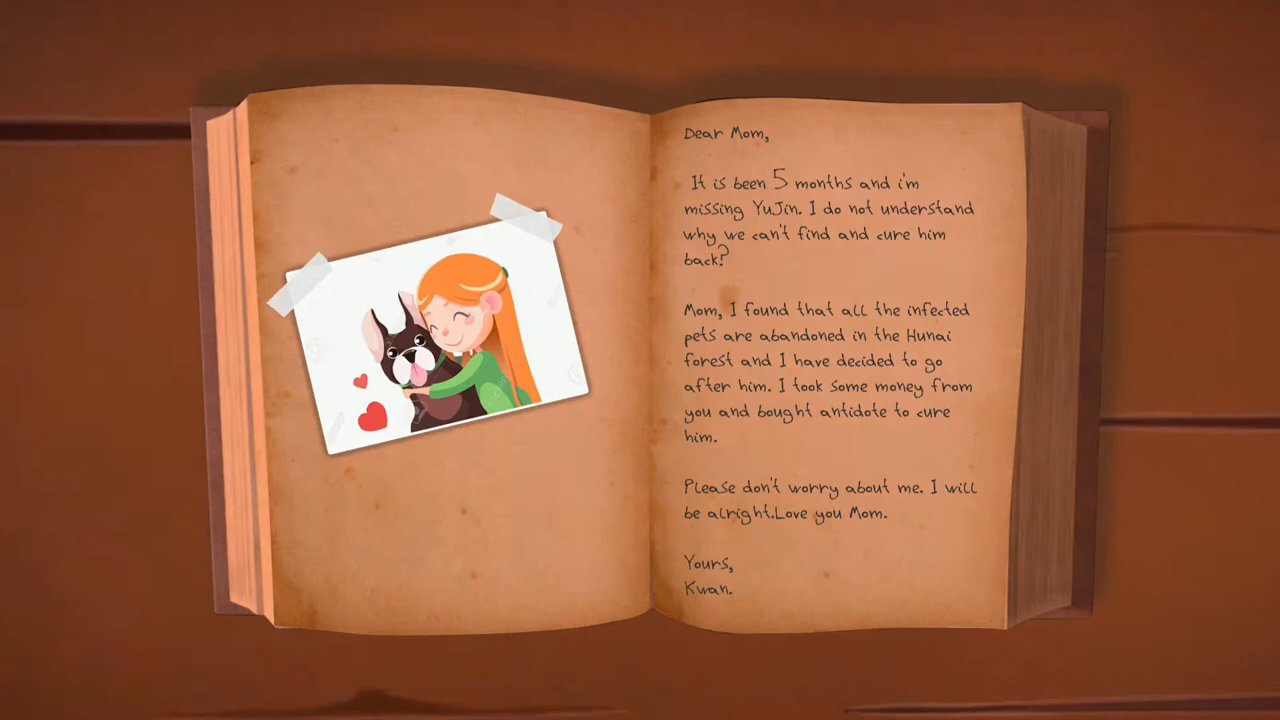 Dear Mom,
It is been 5 months and i'm
missing YuJin. I do not understand
why we can't find and cure him
back?
Mom, I found that all the infected
pets are abandoned in the Hunai
forest and I have decided to go
after him. I took some money from
you and bought antidote to cure
him.
Please don't worry about me. I will
be alright.Love you Mom.
Yours,
Kwan.